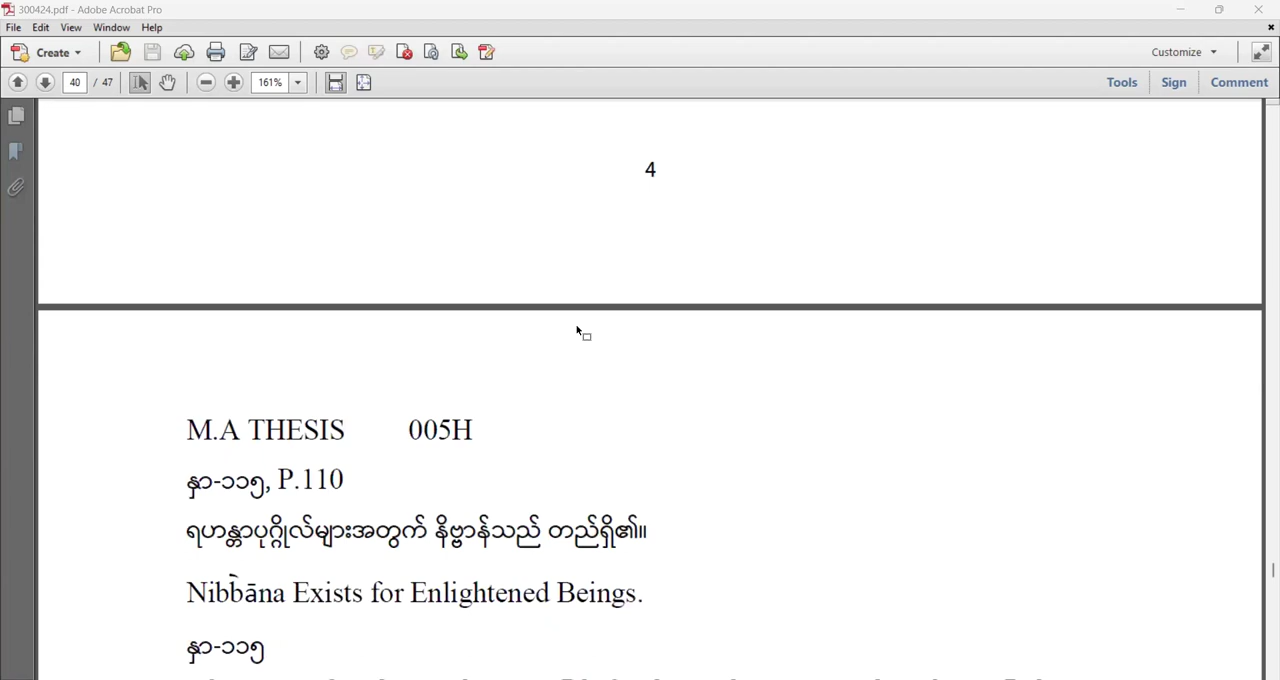 300424.pdf - Adobe Acrobat Pro
File Edit View Window Help
Create Customize
40 / 47 161% Tools Sign Comment
4
M.A THESIS 005H
နှာ-၁၁၅, P.110
ရဟန္တာပုဂ္ဂိုလ်များအတွက် နိဗ္ဗာန်သည် တည်ရှိ၏။
Nibbāna Exists for Enlightened Beings.
နှာ-၁၁၅